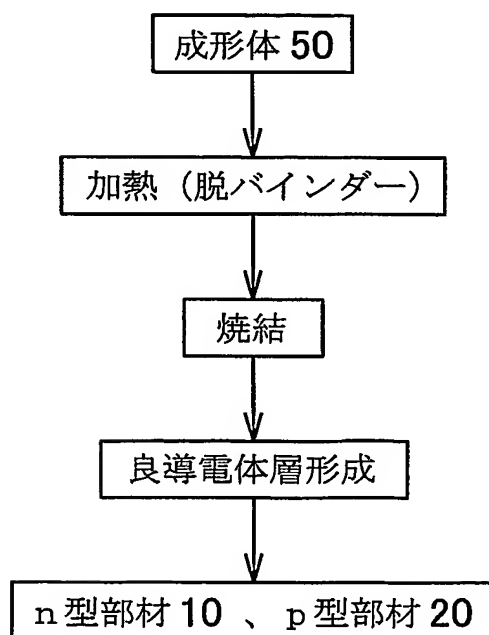 成形体 50
加熱（脱バインダー）
焼結
良導電体層形成
n型部材 10 、 p型部材 20